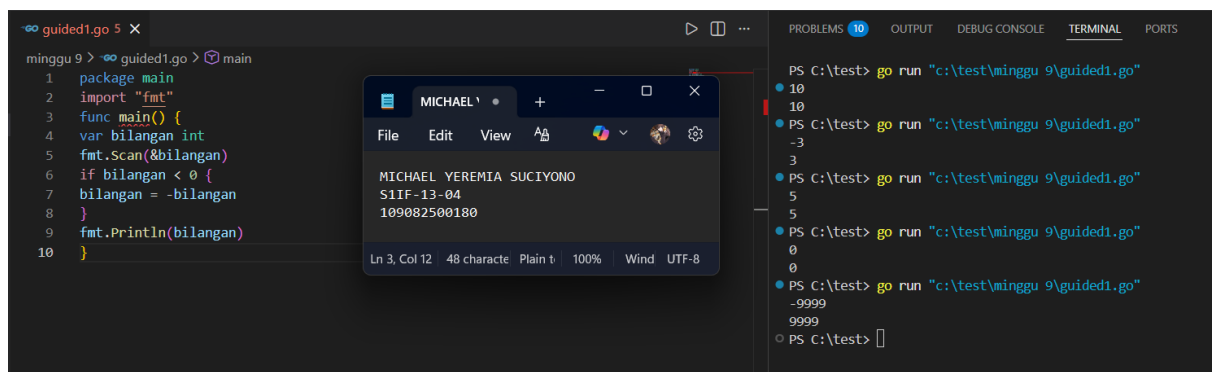 guided1.go 5
minggu 9 > guided1.go > main
1 package main
2 import "fmt"
3 func main() {
4 var bilangan int
5 fmt.Scan(&bilangan)
6 if bilangan < 0 {
7 bilangan = -bilangan
8 }
9 fmt.Println(bilangan)
10 }
MICHAEL
File Edit View
MICHAEL YEREMIA SUCIYONO
S1IF-13-04
109082500180
Ln 3, Col 12 48 characte Plain t 100% Wind UTF-8
PROBLEMS 10 OUTPUT DEBUG CONSOLE TERMINAL PORTS
PS C:\test> go run "c:\test\minggu 9\guided1.go"
10
10
PS C:\test> go run "c:\test\minggu 9\guided1.go"
-3
3
PS C:\test> go run "c:\test\minggu 9\guided1.go"
5
5
PS C:\test> go run "c:\test\minggu 9\guided1.go"
0
0
PS C:\test> go run "c:\test\minggu 9\guided1.go"
-9999
9999
PS C:\test>